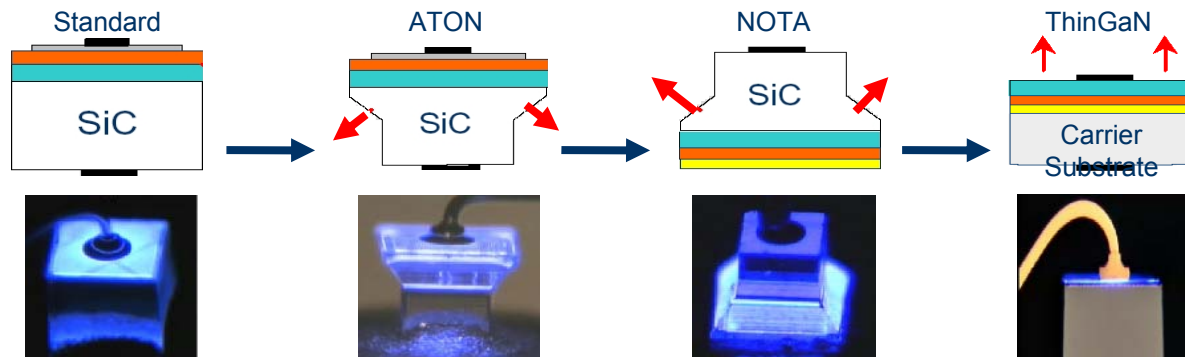 Standard
ATON
NOTA
ThinGaN
SiC
SiC
SiC
Carrier
Substrate